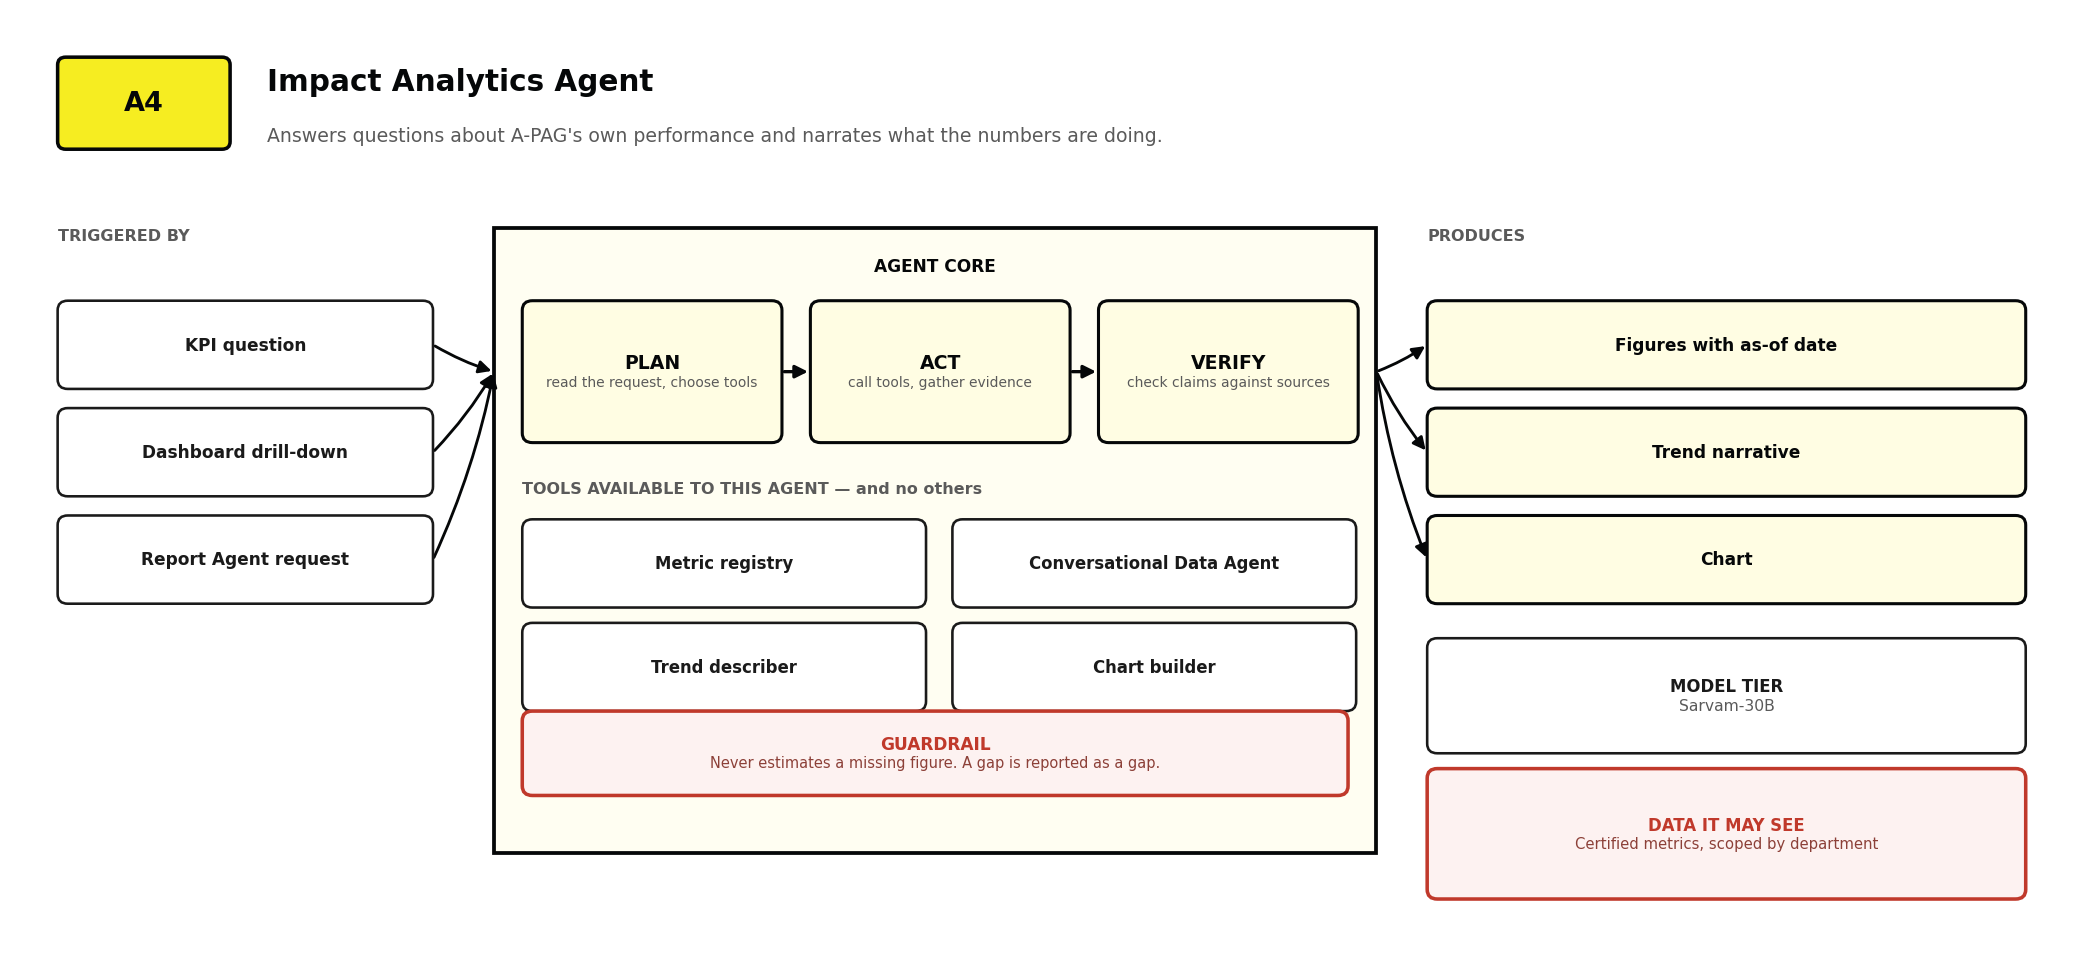 A4
Impact Analytics Agent
Answers questions about A-PAG's own performance and narrates what the numbers are doing.
TRIGGERED BY
KPI question
Dashboard drill-down
Report Agent request
AGENT CORE
PLAN
read the request, choose tools
ACT
call tools, gather evidence
VERIFY
check claims against sources
TOOLS AVAILABLE TO THIS AGENT — and no others
Metric registry
Conversational Data Agent
Trend describer
Chart builder
GUARDRAIL
Never estimates a missing figure. A gap is reported as a gap.
PRODUCES
Figures with as-of date
Trend narrative
Chart
MODEL TIER
Sarvam-30B
DATA IT MAY SEE
Certified metrics, scoped by department